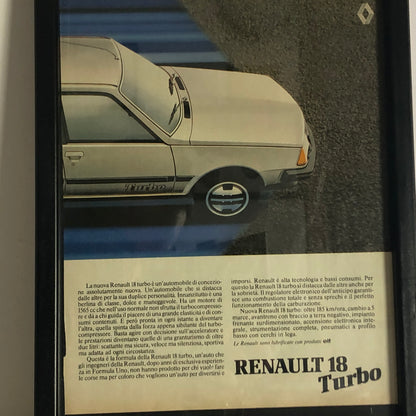 Turbo
La nuova Renault 18 turbo è un'automobile di concezio-
ne assolutamente nuova. Un'automobile che si distacca
dalle altre per la sua duplice personalità. Innanzitutto è una
berlina di classe, dolce e maneggevole. Ha un motore di
1565 cc che nell'uso normale non sfrutta il turbocompresso-
re e dà a chi guida il piacere di una grande elasticità e di con-
sumi contenuti. È pronta in ogni istante a diventare
l'altra, quella spinta dalla forza appena sibilante del turbo-
compressore. Basta agire con decisione sull'acceleratore e
le prestazioni diventano quelle di una granturismo di oltre
due litri: scattante ma sicura, veloce ma silenziosa, sportiva
ma adatta ad ogni circostanza.
Questa è la formula della Renault 18 turbo, un'auto che
gli ingegneri della Renault, dopo anni di esclusiva esperien-
za in Formula Uno, non hanno prodotto per chi vuole fare
le corse ma per coloro che vogliono un'auto per divertirsi e
imporsi. Renault è alta tecnologia e bassi consumi. Per
questo la Renault 18 turbo si distacca dalle altre anche per
la sobrietà. Il regolatore elettronico dell'anticipo garanti-
sce una combustione totale e senza sprechi e il perfetto
funzionamento della carburazione.
Nuova Renault 18 turbo: oltre 185 km/ora, cambio a 5
marce, avantreno con braccio a terra negativo, impianto
frenante surdimensionato, accensione elettronica inte-
grale, strumentazione completa, pneumatici a profilo
basso con cerchi in lega.
Le Renault sono lubrificate con prodotti elf
RENAULT 18
Turbo